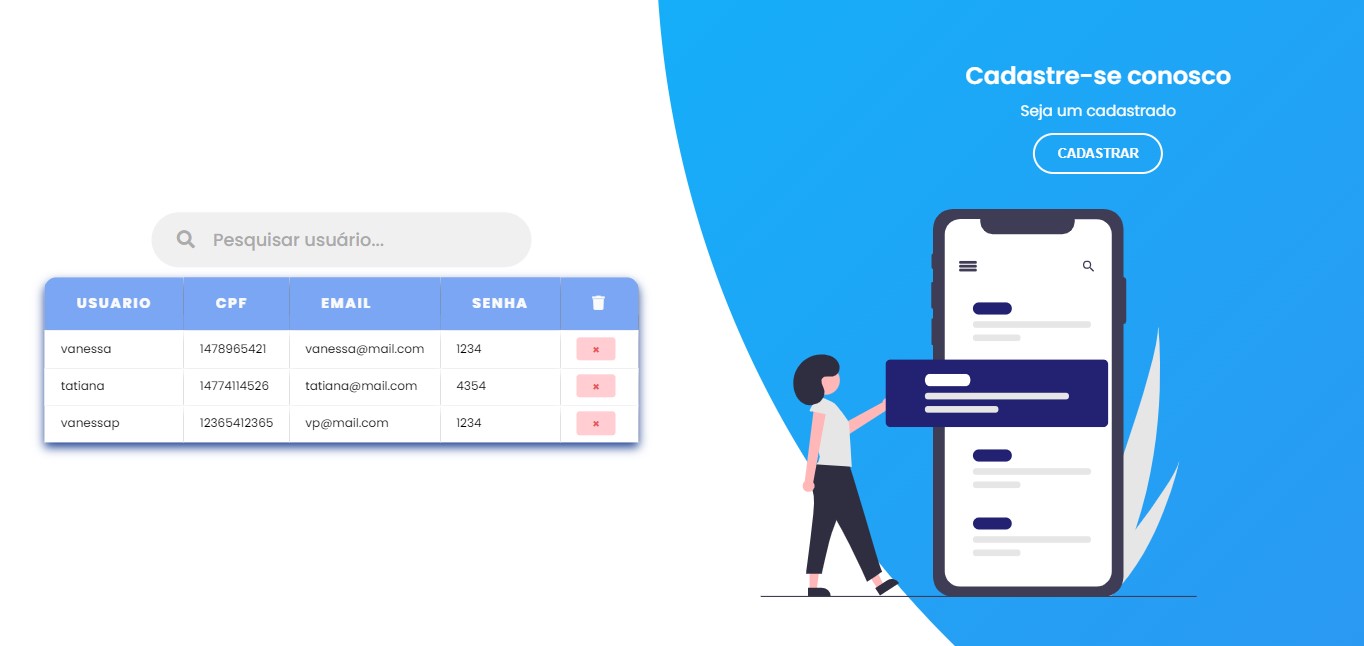 Cadastre-se conosco
Seja um cadastrado
CADASTRAR
Pesquisar usuário...
USUARIO CPF EMAIL SENHA
vanessa 1478965421 vanessa@mail.com 1234 ×
tatiana 14774114526 tatiana@mail.com 4354 ×
vanessap 12365412365 vp@mail.com 1234 ×